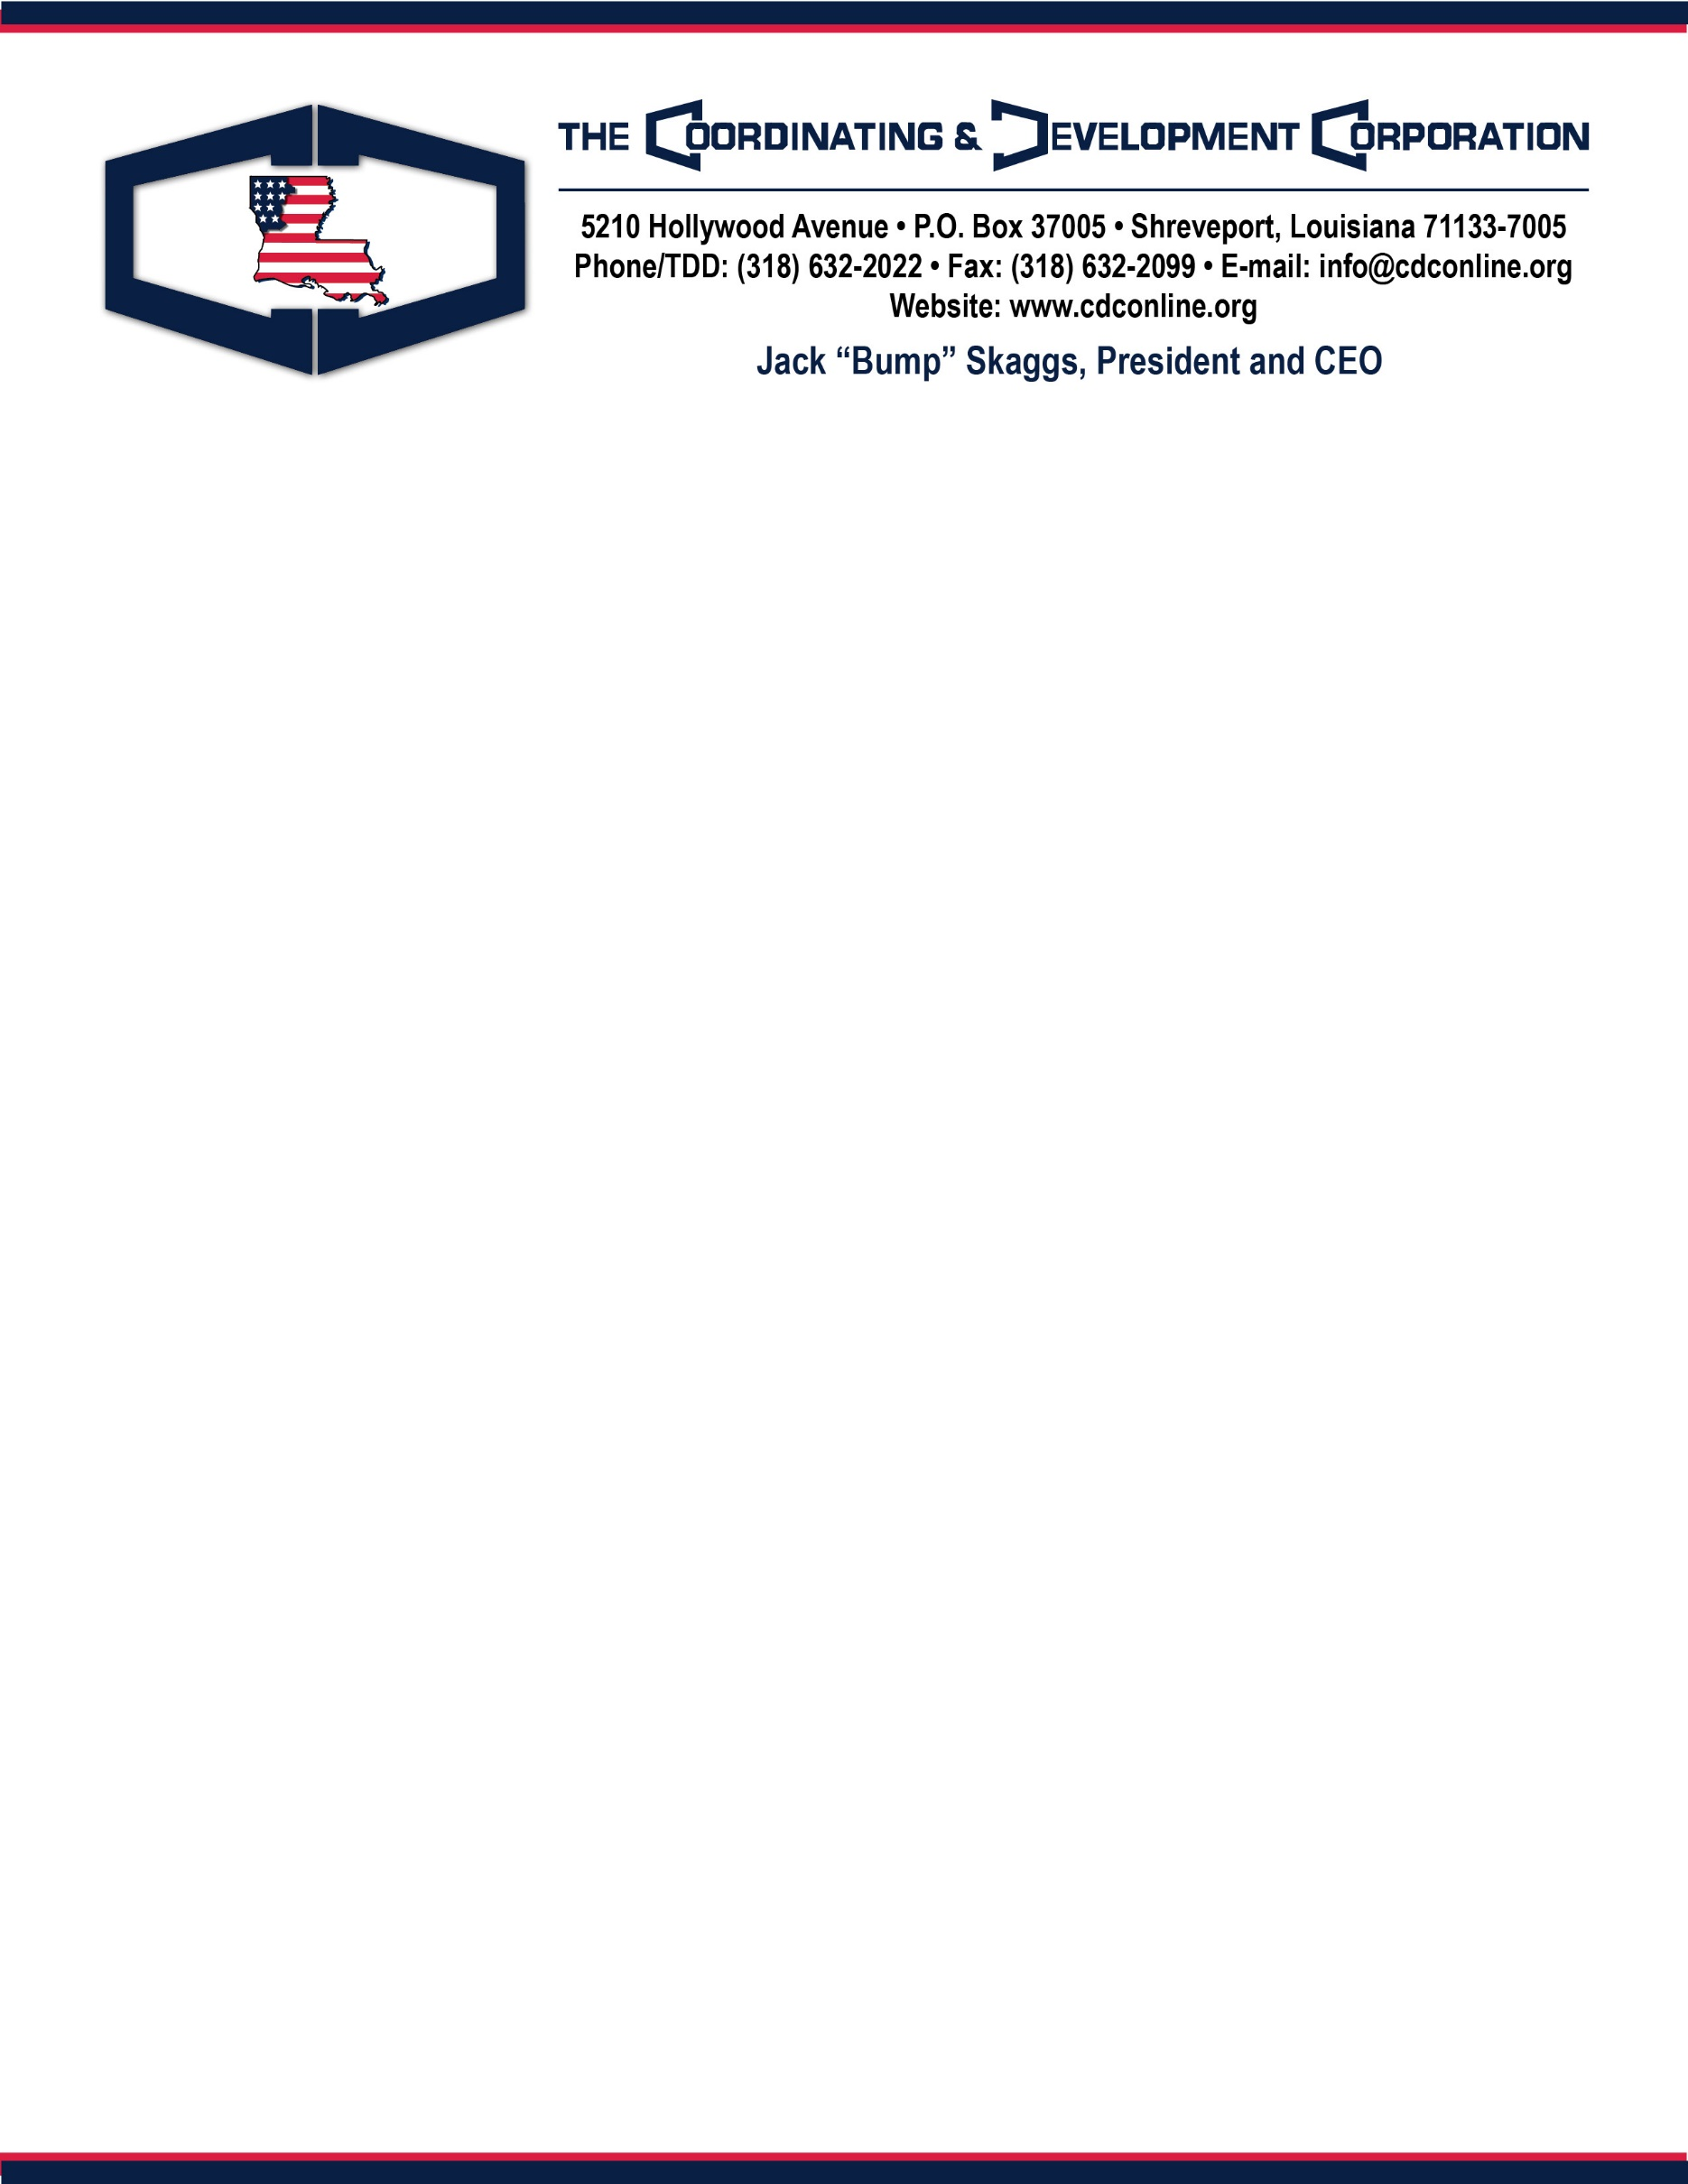 THE COORDINATING & DEVELOPMENT CORPORATION
5210 Hollywood Avenue • P.O. Box 37005 • Shreveport, Louisiana 71133-7005
Phone/TDD: (318) 632-2022 • Fax: (318) 632-2099 • E-mail: info@cdconline.org
Website: www.cdconline.org
Jack “Bump” Skaggs, President and CEO